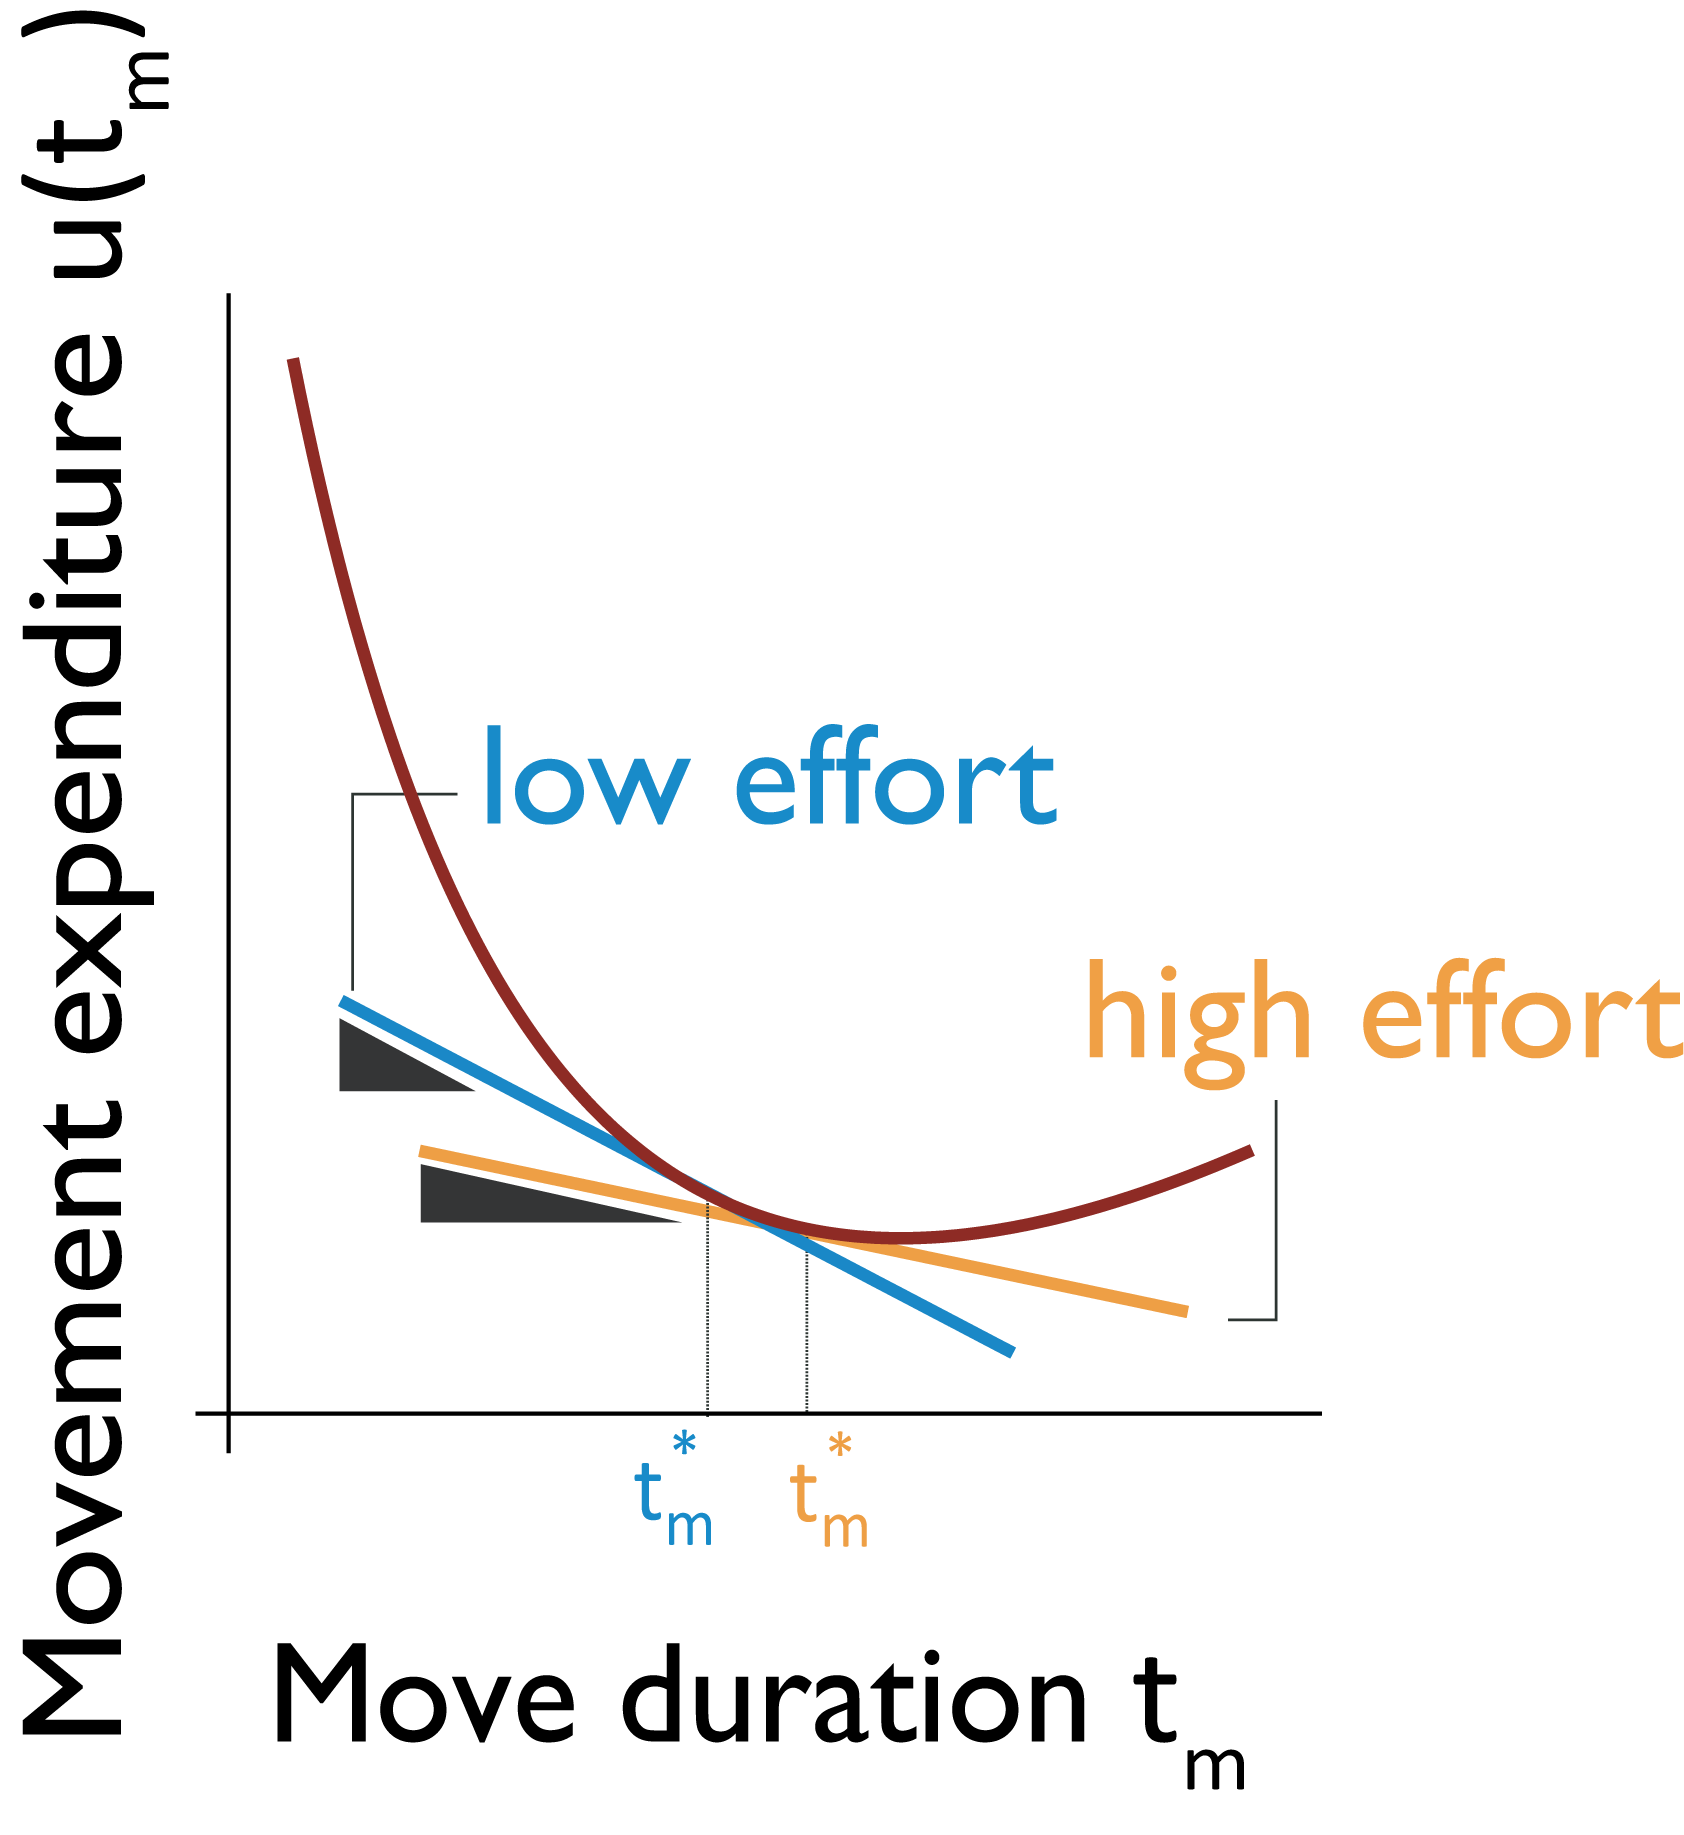 Movement expenditure u(tm)
low effort
high effort
t*m
t*m
Move duration tm